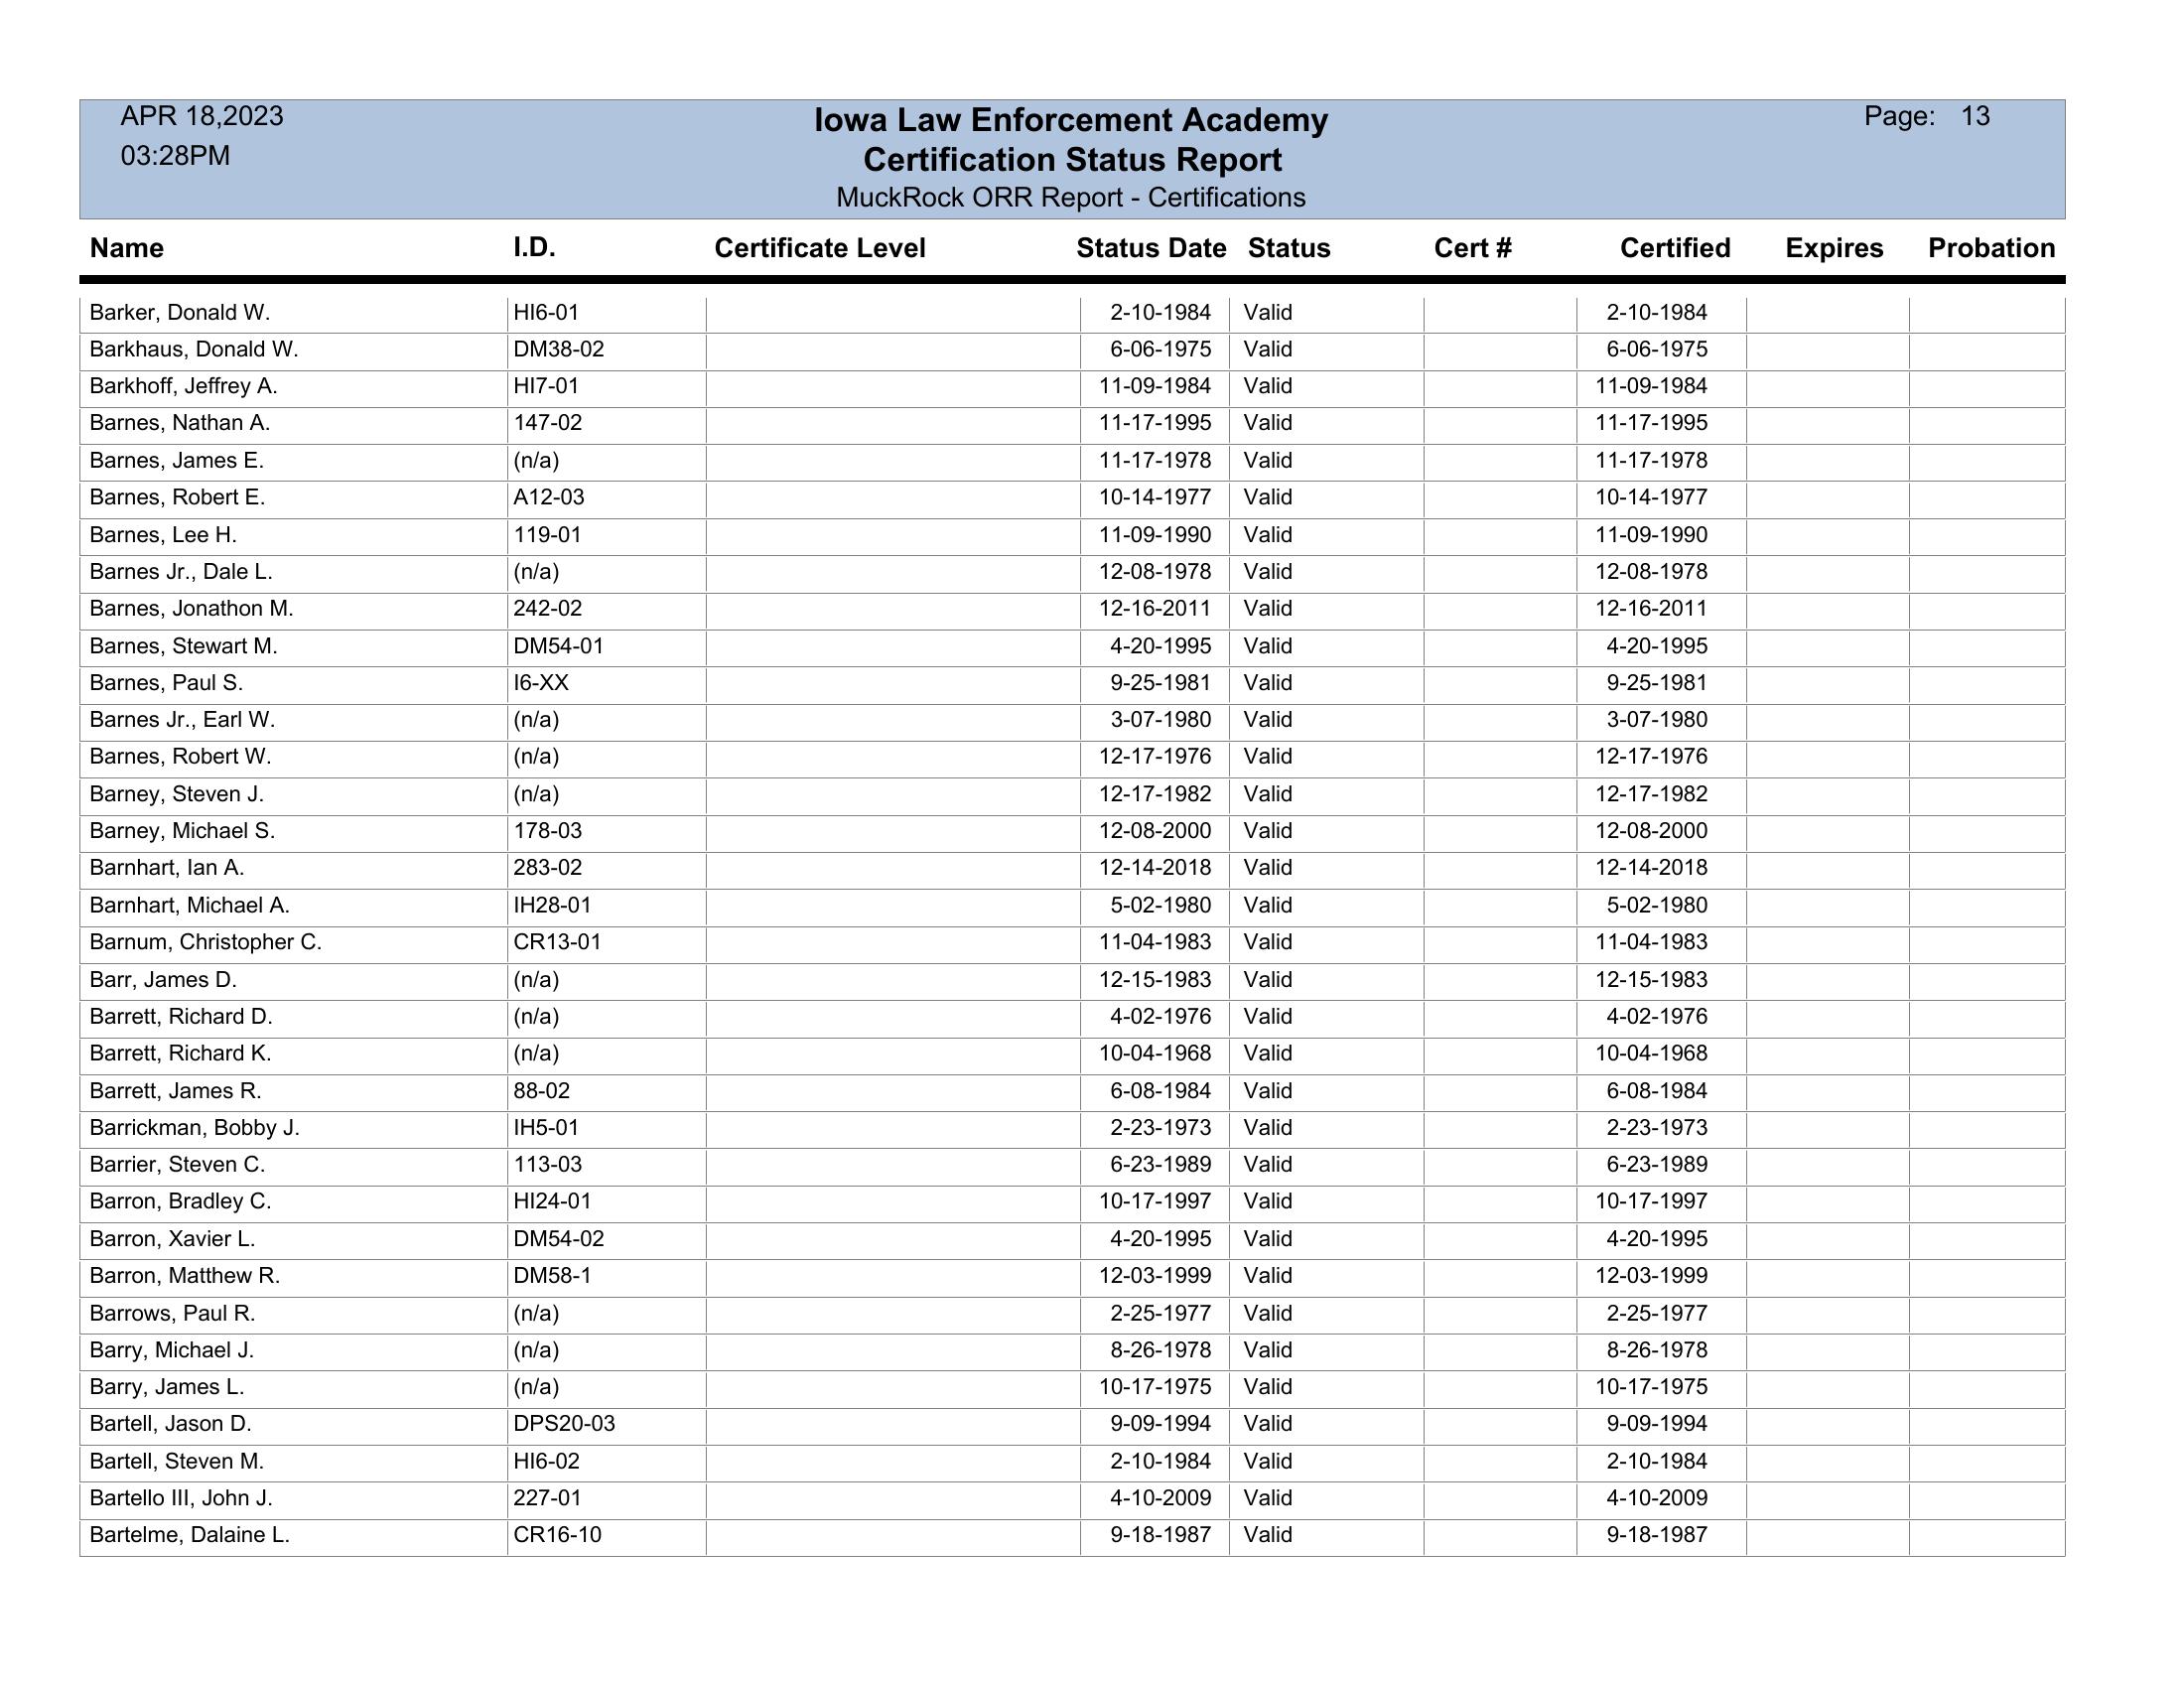 APR 18,2023
03:28PM
Iowa Law Enforcement Academy
Certification Status Report
MuckRock ORR Report - Certifications
Page: 13
Name I.D. Certificate Level Status Date Status Cert # Certified Expires Probation
Barker, Donald W. HI6-01 2-10-1984 Valid 2-10-1984
Barkhaus, Donald W. DM38-02 6-06-1975 Valid 6-06-1975
Barkhoff, Jeffrey A. HI7-01 11-09-1984 Valid 11-09-1984
Barnes, Nathan A. 147-02 11-17-1995 Valid 11-17-1995
Barnes, James E. (n/a) 11-17-1978 Valid 11-17-1978
Barnes, Robert E. A12-03 10-14-1977 Valid 10-14-1977
Barnes, Lee H. 119-01 11-09-1990 Valid 11-09-1990
Barnes Jr., Dale L. (n/a) 12-08-1978 Valid 12-08-1978
Barnes, Jonathon M. 242-02 12-16-2011 Valid 12-16-2011
Barnes, Stewart M. DM54-01 4-20-1995 Valid 4-20-1995
Barnes, Paul S. I6-XX 9-25-1981 Valid 9-25-1981
Barnes Jr., Earl W. (n/a) 3-07-1980 Valid 3-07-1980
Barnes, Robert W. (n/a) 12-17-1976 Valid 12-17-1976
Barney, Steven J. (n/a) 12-17-1982 Valid 12-17-1982
Barney, Michael S. 178-03 12-08-2000 Valid 12-08-2000
Barnhart, Ian A. 283-02 12-14-2018 Valid 12-14-2018
Barnhart, Michael A. IH28-01 5-02-1980 Valid 5-02-1980
Barnum, Christopher C. CR13-01 11-04-1983 Valid 11-04-1983
Barr, James D. (n/a) 12-15-1983 Valid 12-15-1983
Barrett, Richard D. (n/a) 4-02-1976 Valid 4-02-1976
Barrett, Richard K. (n/a) 10-04-1968 Valid 10-04-1968
Barrett, James R. 88-02 6-08-1984 Valid 6-08-1984
Barrickman, Bobby J. IH5-01 2-23-1973 Valid 2-23-1973
Barrier, Steven C. 113-03 6-23-1989 Valid 6-23-1989
Barron, Bradley C. HI24-01 10-17-1997 Valid 10-17-1997
Barron, Xavier L. DM54-02 4-20-1995 Valid 4-20-1995
Barron, Matthew R. DM58-1 12-03-1999 Valid 12-03-1999
Barrows, Paul R. (n/a) 2-25-1977 Valid 2-25-1977
Barry, Michael J. (n/a) 8-26-1978 Valid 8-26-1978
Barry, James L. (n/a) 10-17-1975 Valid 10-17-1975
Bartell, Jason D. DPS20-03 9-09-1994 Valid 9-09-1994
Bartell, Steven M. HI6-02 2-10-1984 Valid 2-10-1984
Bartello III, John J. 227-01 4-10-2009 Valid 4-10-2009
Bartelme, Dalaine L. CR16-10 9-18-1987 Valid 9-18-1987